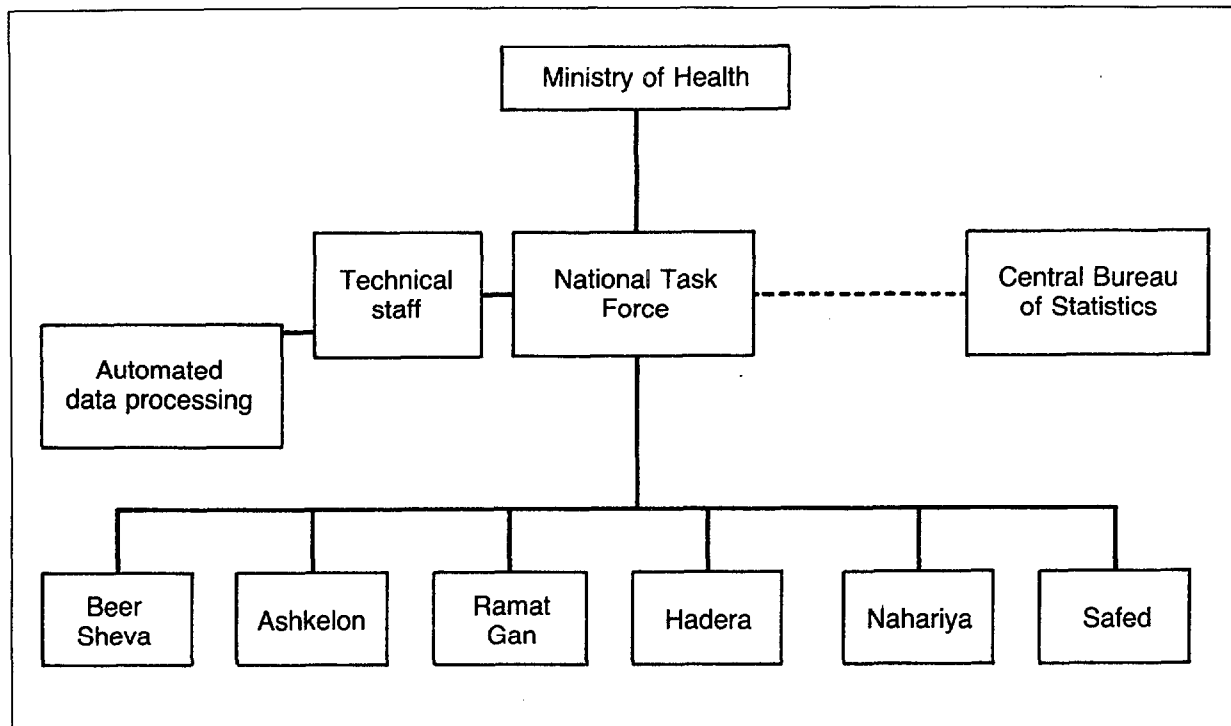 Ministry of Health
Technical
staff
National Task
Force
Central Bureau
of Statistics
Automated
data processing
Beer
Sheva
Ashkelon
Ramat
Gan
Hadera
Nahariya
Safed